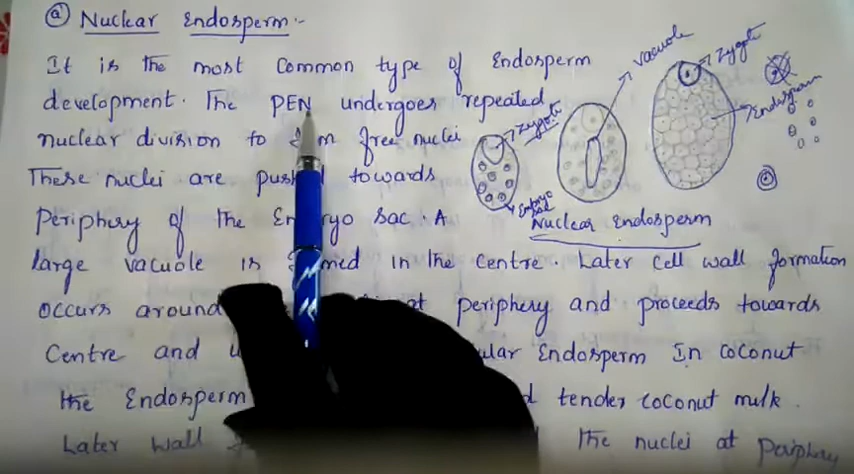 ⓐ Nuclear Endosperm :-
It is the most common type of Endosperm
development. The PEN undergoes repeated
nuclear division to free nuclei
These nuclei are towards
Periphery of the sac. A
large vacuole is in the centre. Later cell wall formation
occurs around periphery and proceeds towards
Centre and Endosperm In coconut
the Endosperm tender coconut milk.
Later wall the nuclei at periphery
Zygote
Embryo
sac
Vacuole
Zygote
Endosperm
Nuclear Endosperm